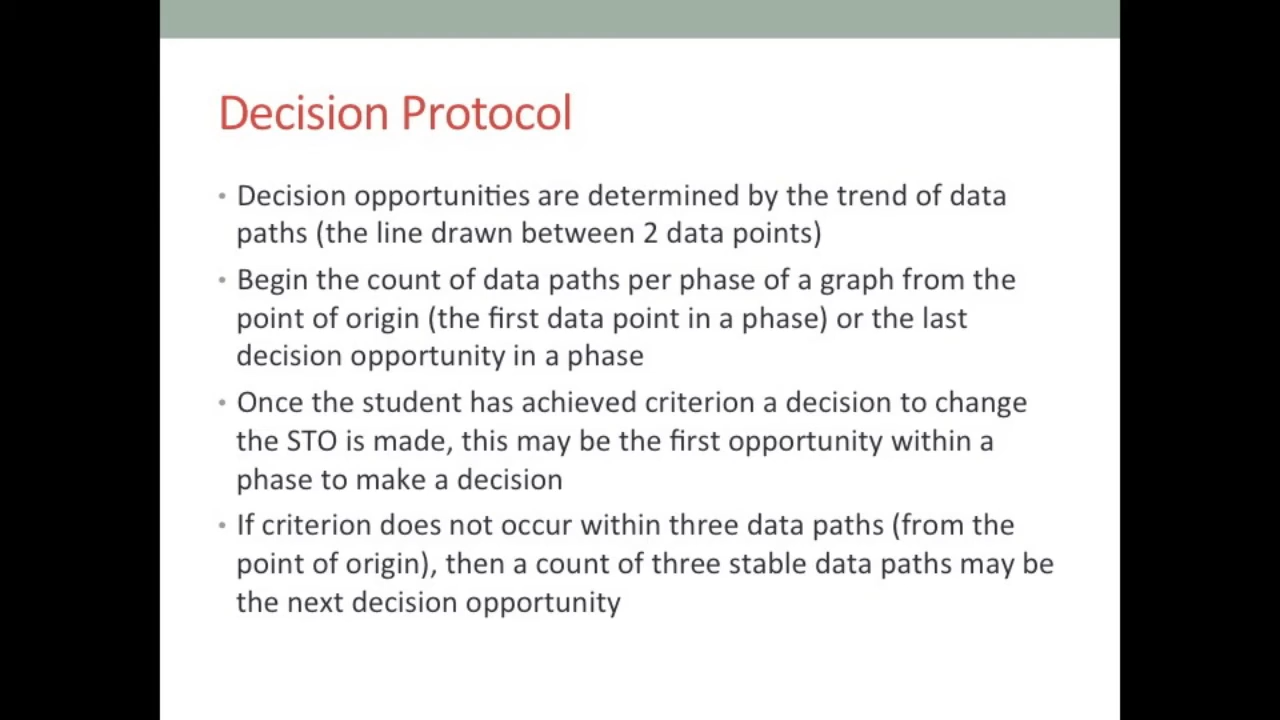 Decision Protocol
• Decision opportunities are determined by the trend of data
paths (the line drawn between 2 data points)
• Begin the count of data paths per phase of a graph from the
point of origin (the first data point in a phase) or the last
decision opportunity in a phase
• Once the student has achieved criterion a decision to change
the STO is made, this may be the first opportunity within a
phase to make a decision
• If criterion does not occur within three data paths (from the
point of origin), then a count of three stable data paths may be
the next decision opportunity